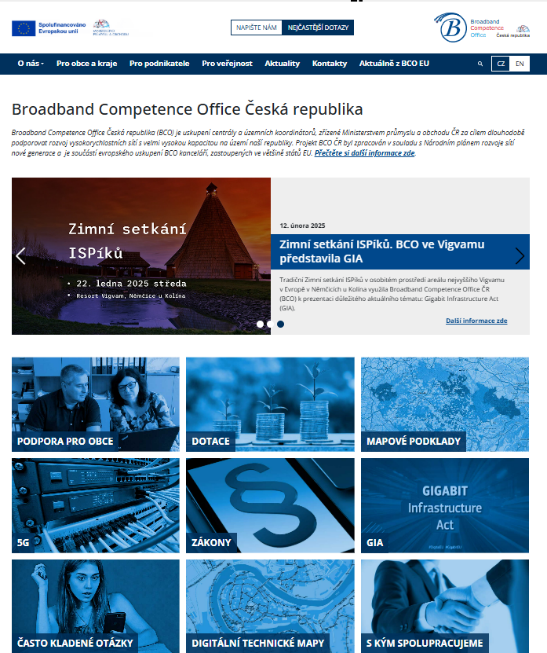 Spolufinancováno
Evropskou unií
NAPIŠTE NÁM
NEJČASTĚJŠÍ DOTAZY
Broadband
Competence
Office
Česká republika
O nás
Pro obce a kraje
Pro podnikatele
Pro veřejnost
Aktuality
Kontakty
Aktuálně z BCO EU
CZ
EN
Broadband Competence Office Česká republika
Broadband Competence Office Česká republika (BCO) je uskupení centrály a územních koordinátorů, zřízené Ministerstvem průmyslu a obchodu ČR za cílem dlouhodobě
podporovat rozvoj vysokorychlostních sítí s velmi vysokou kapacitou na území naší republiky. Projekt BCO ČR byl zpracován v souladu s Národním plánem rozvoje sítí
nové generace a je součástí evropského uskupení BCO kanceláří, zastoupených ve většině států EU. Přečtěte si další informace zde.
Zimní setkání
ISPíků
• 22. ledna 2025 středa
• Resort Vigvam, Němčice u Kolína
12. února 2025
Zimní setkání ISPíků. BCO ve Vigvamu
představila GIA
Tradiční Zimní setkání ISPíků v osobitém prostředí areálu nejvyššího Vigvamu
v Evropě v Němčicích u Kolína využila Broadband Competence Office ČR
(BCO) k prezentaci důležitého aktuálního tématu: Gigabit Infrastructure Act
(GIA).
Další informace zde
PODPORA PRO OBCE
DOTACE
MAPOVÉ PODKLADY
5G
ZÁKONY
GIGABIT
Infrastructure
Act
GIA
ČASTO KLADENÉ OTÁZKY
DIGITÁLNÍ TECHNICKÉ MAPY
S KÝM SPOLUPRACUJEME